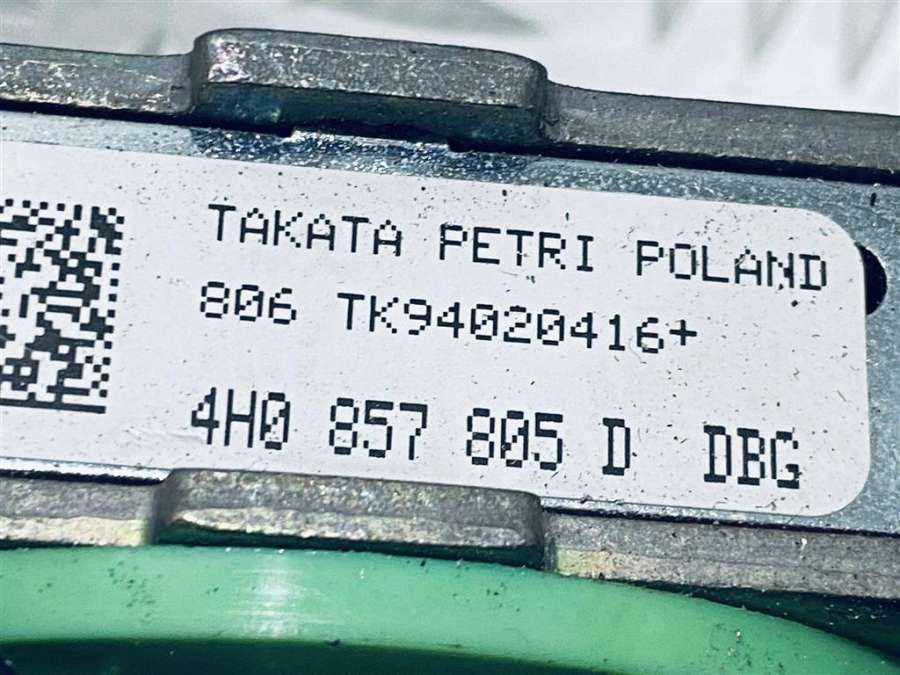 TAKATA PETRI POLAND
806 TK94020416+
4H0 857 805 D DBG